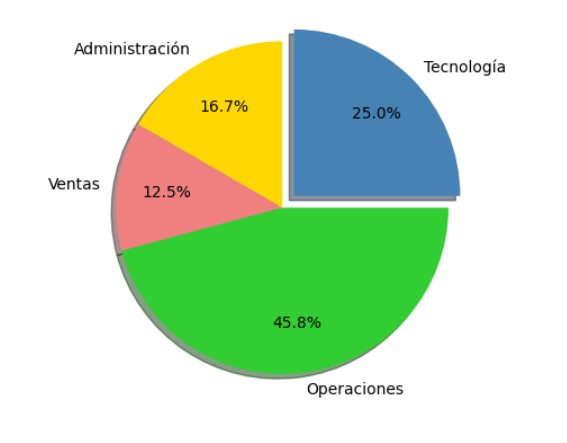 Administración
Tecnología
16.7%
25.0%
Ventas
12.5%
45.8%
Operaciones